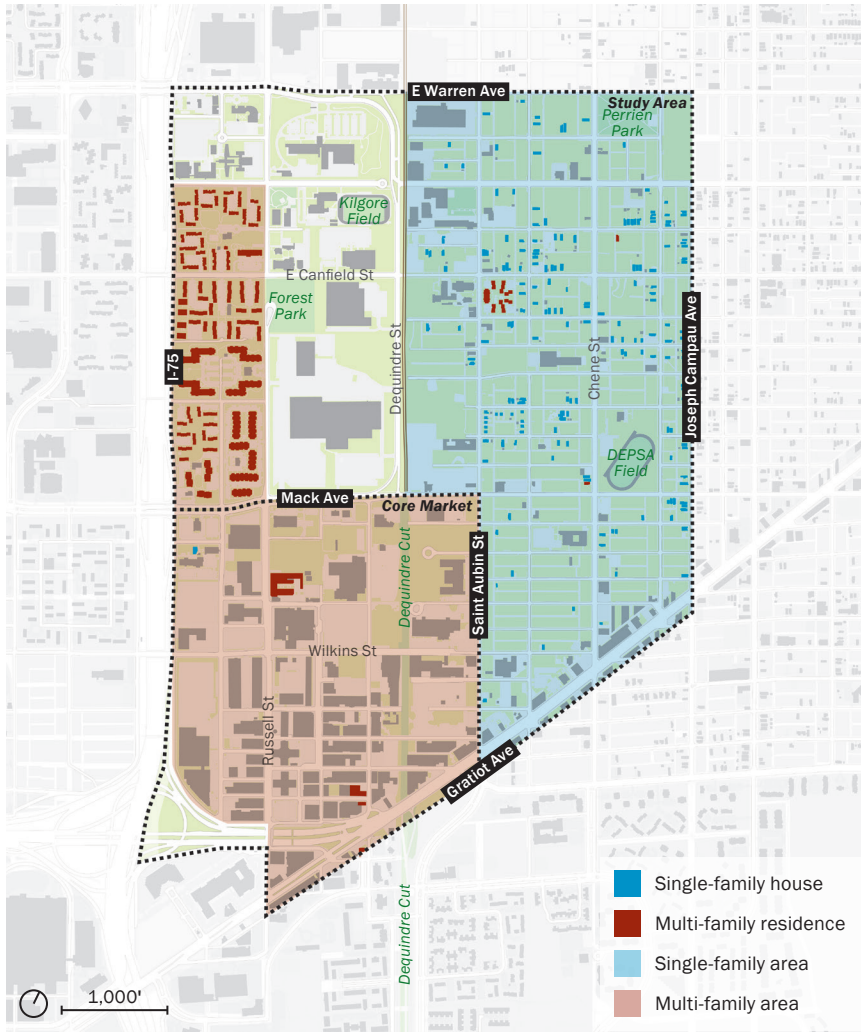 E Warren Ave
Study Area
Perrien
Park
Kilgore
Field
E Canfield St
Forest
Park
I-75
Dequindre St
Chene St
Joseph Campau Ave
DEPSA
Field
Mack Ave
Core Market
Dequindre Cut
Saint Aubin St
Wilkins St
Russell St
Gratiot Ave
Dequindre Cut
Single-family house
Multi-family residence
Single-family area
Multi-family area
1,000'